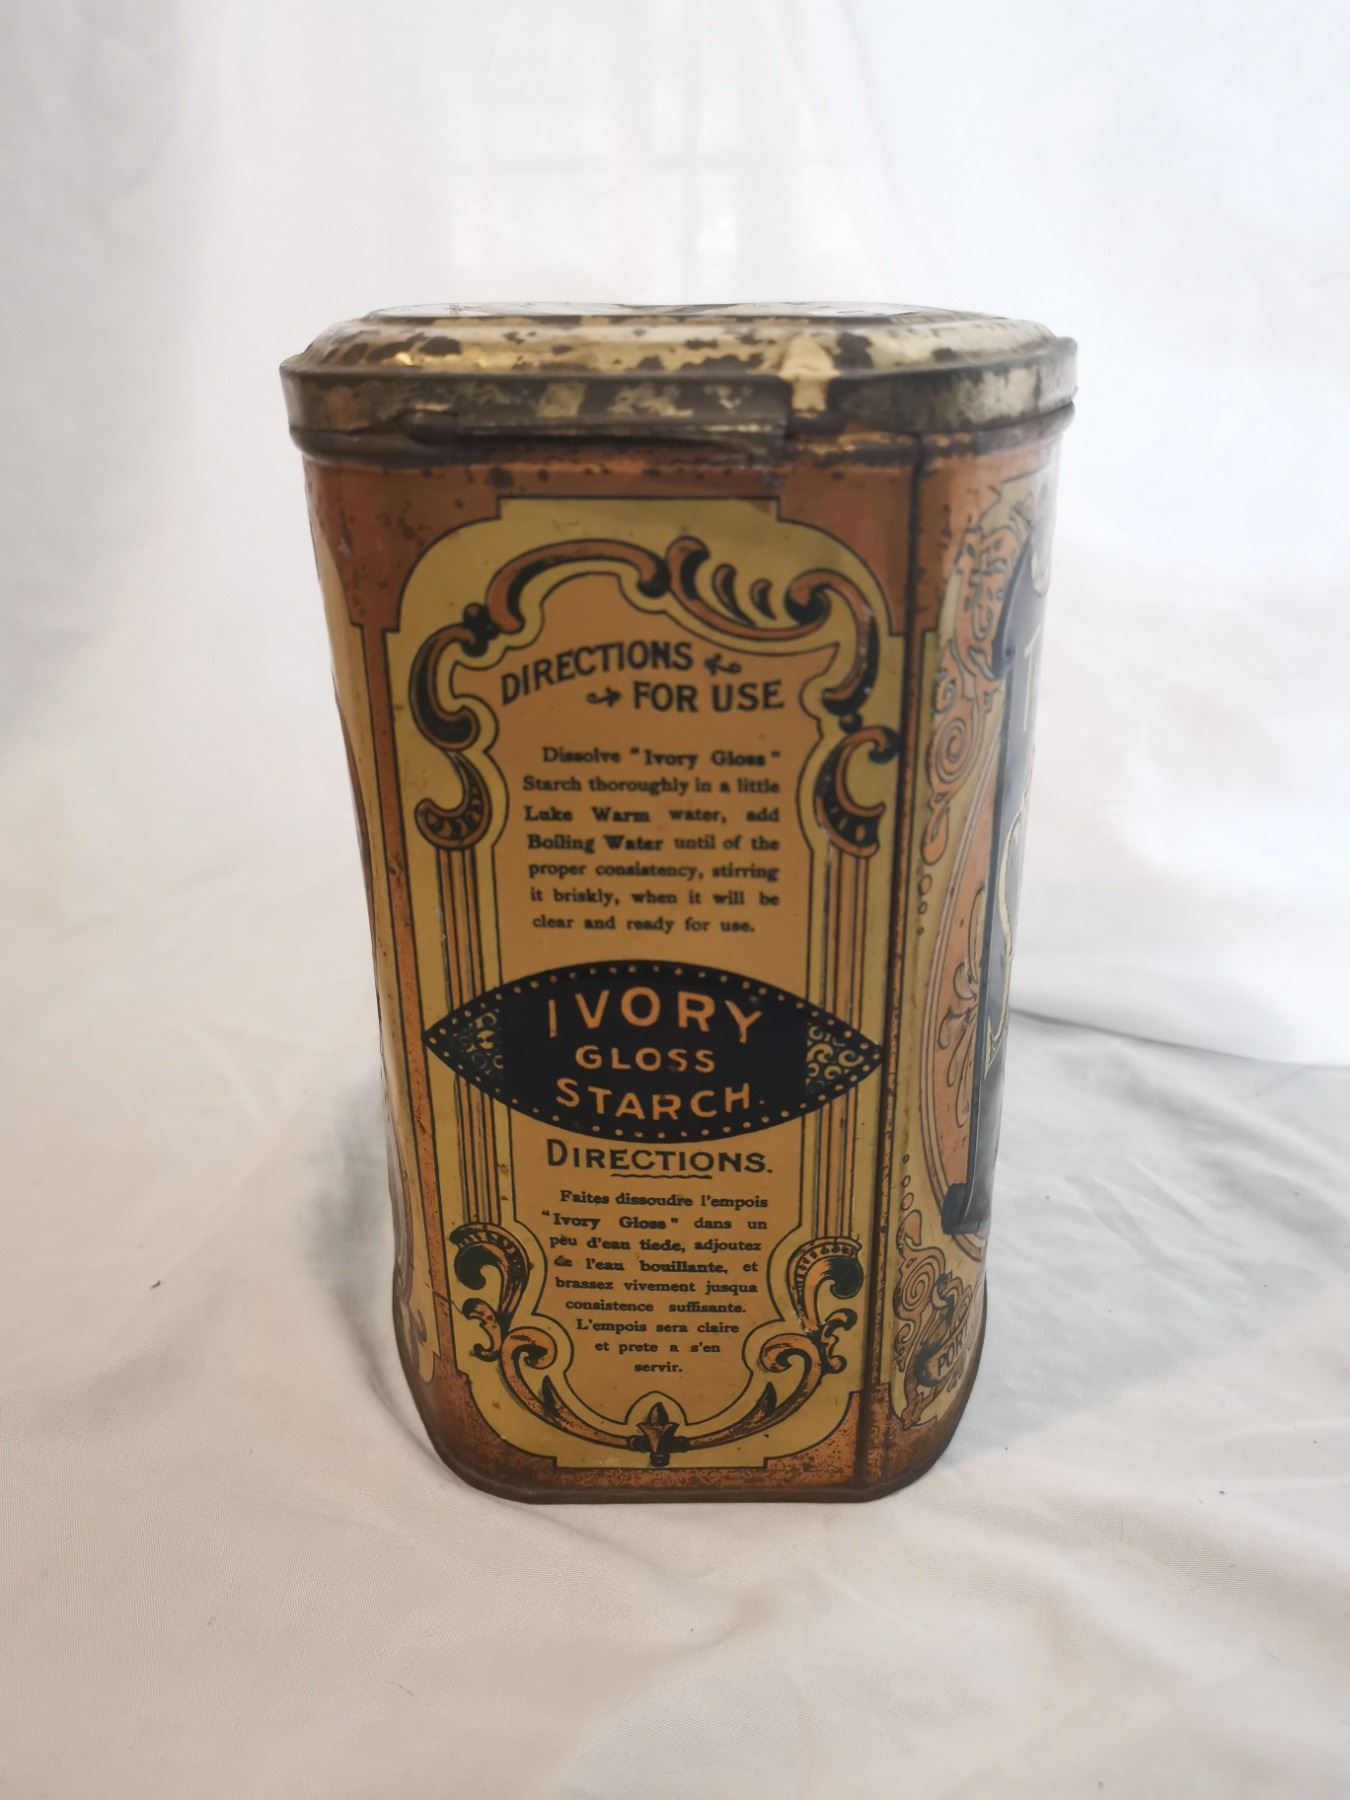 DIRECTIONS
FOR USE
Dissolve "Ivory Gloss"
Starch thoroughly in a little
Luke Warm water, add
Boiling Water until of the
proper consistency, stirring
it briskly, when it will be
clear and ready for use.
IVORY
GLOSS
STARCH.
DIRECTIONS.
Faites dissoudre l'empois
"Ivory Gloss" dans un
peu d'eau tiede, adjoutez
de l'eau bouillante, et
brassez vivement jusqua
consistence suffisante.
L'empois sera claire
et prete a s'en
servir.